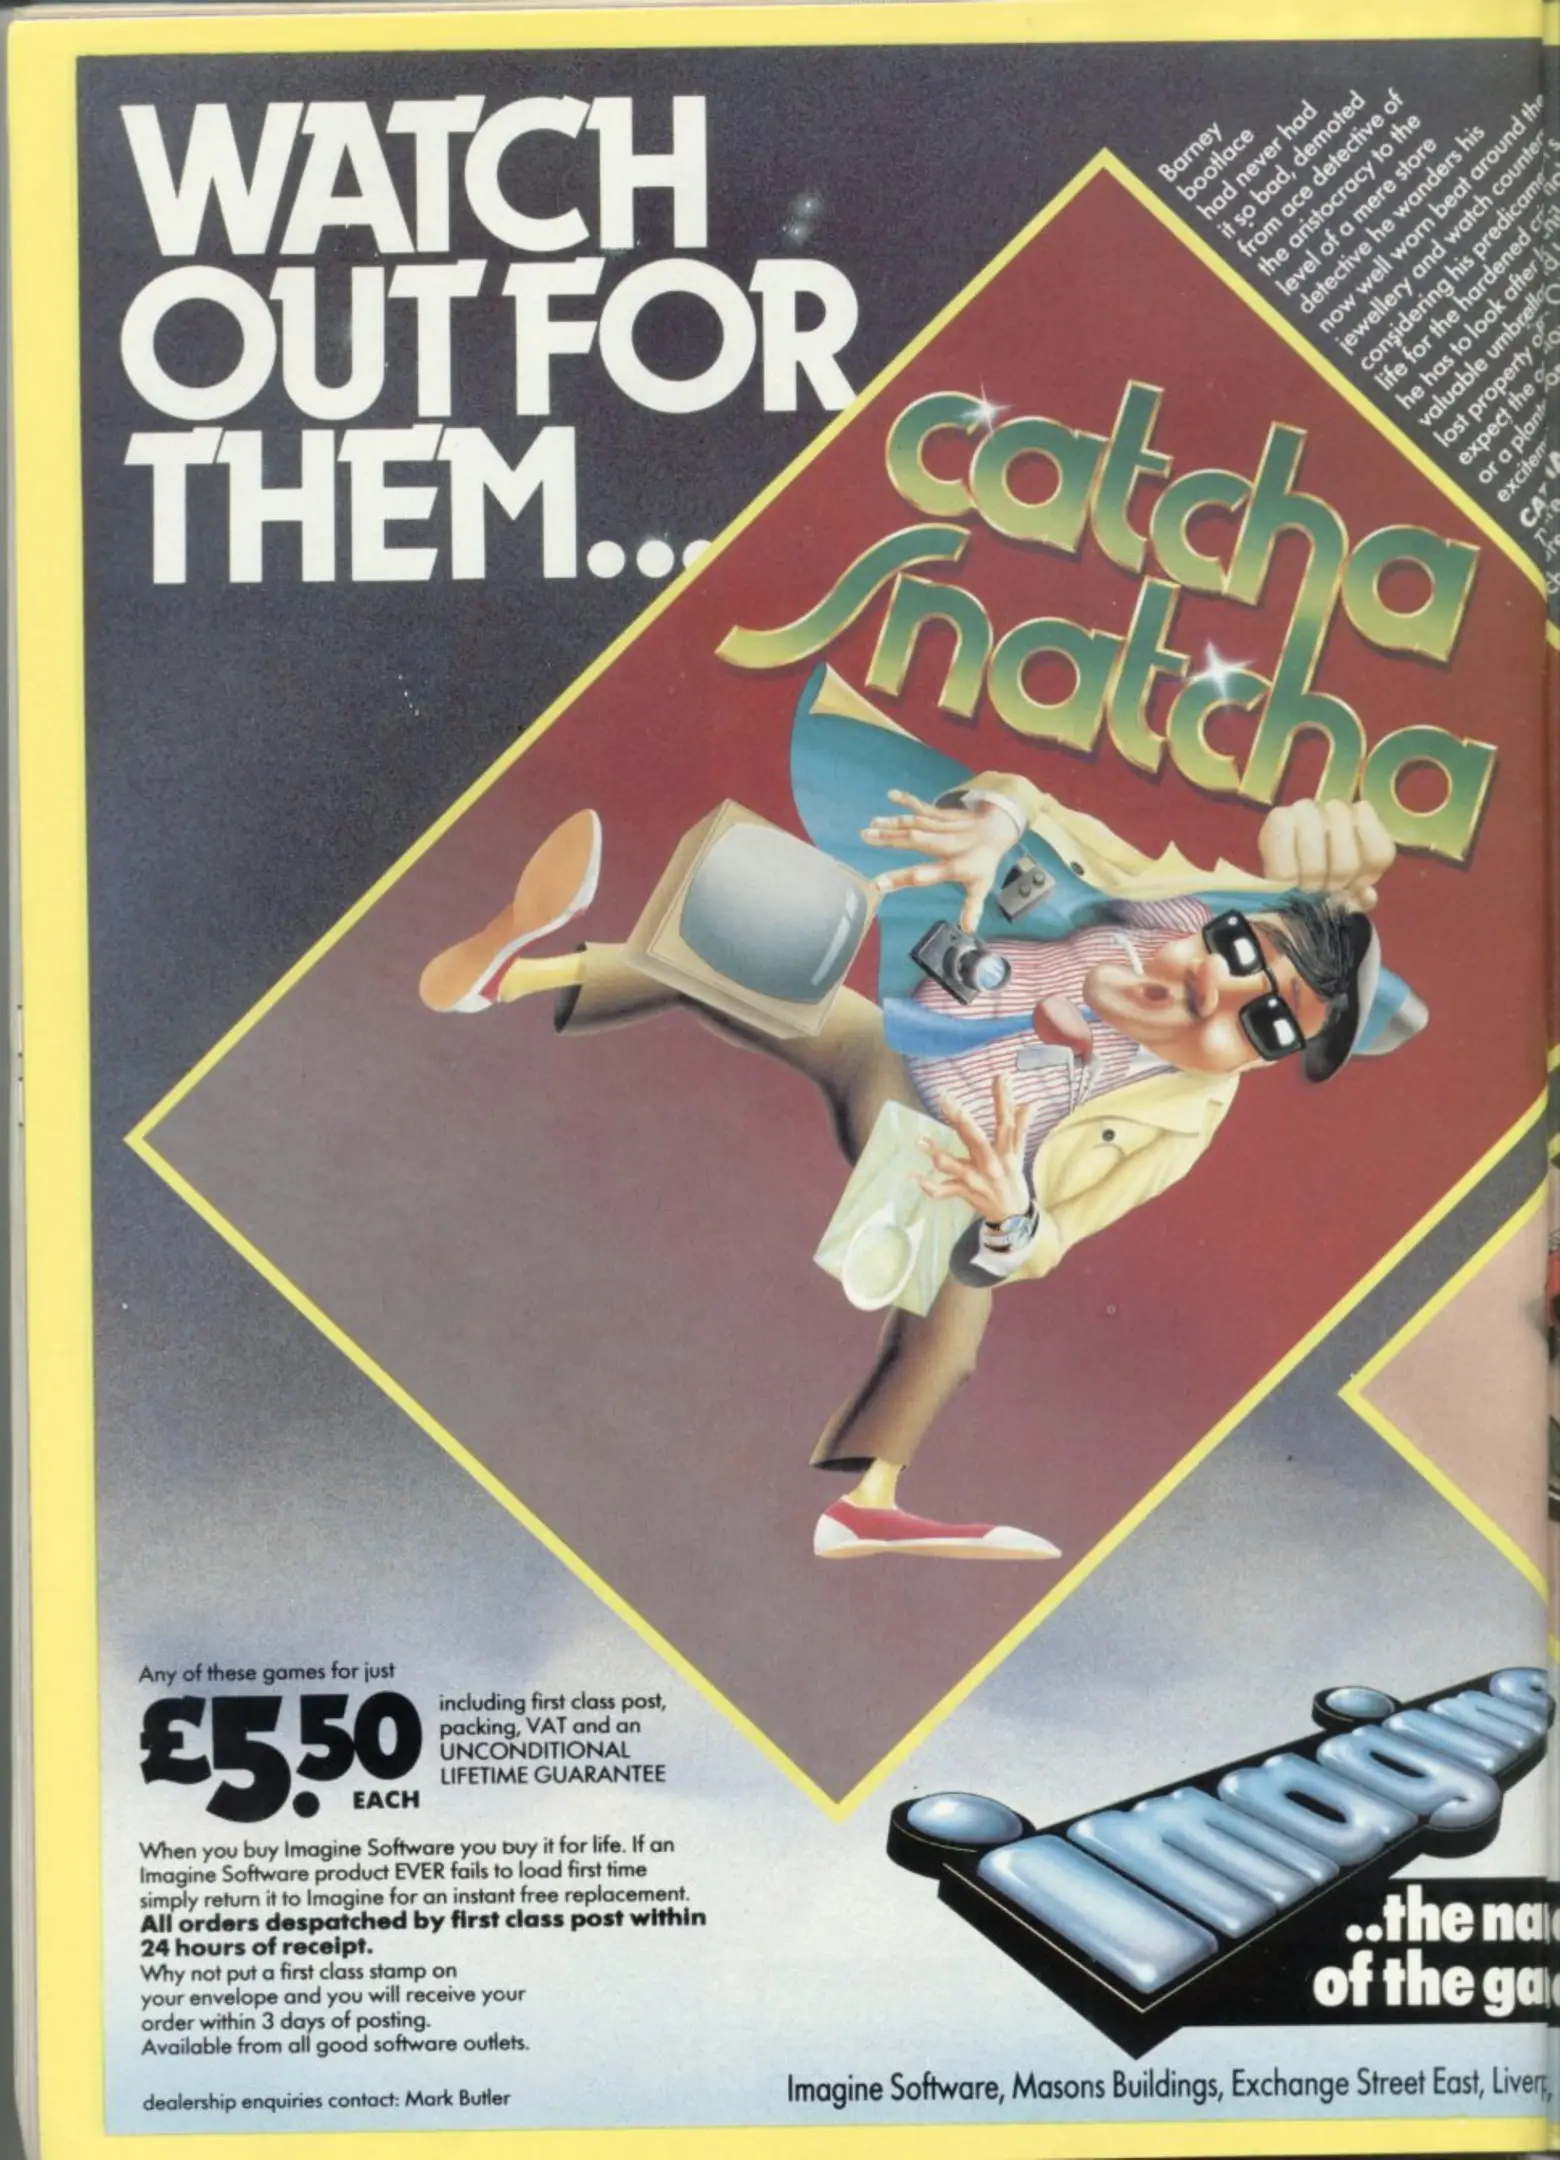 WATCH
OUT FOR
THEM...
Barney
bootlace
had never had
it so bad, demoted
from ace detective of
the aristocracy to the
level of a mere store
detective he wanders his
now well worn beat around the
jewellery and watch counters
considering his
life for the hardened
he has to look after
valuable
lost property
expect the
or a
catcha
Snatcha
Any of these games for just
£5.50
EACH
including first class post,
packing, VAT and an
UNCONDITIONAL
LIFETIME GUARANTEE
When you buy Imagine Software you buy it for life. If an
Imagine Software product EVER fails to load first time
simply return it to Imagine for an instant free replacement.
All orders despatched by first class post within
24 hours of receipt.
Why not put a first class stamp on
your envelope and you will receive your
order within 3 days of posting.
Available from all good software outlets.
dealership enquiries contact: Mark Butler
Imagine
..the
of the
Imagine Software, Masons Buildings, Exchange Street East,